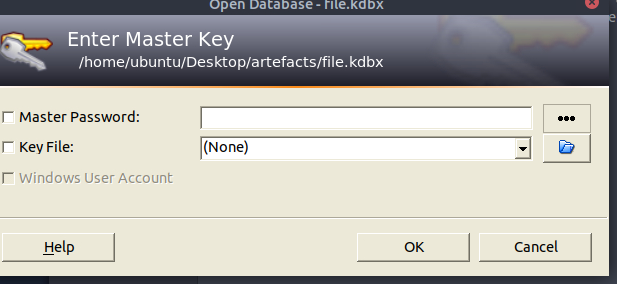 Open Database - file.kdbx
Enter Master Key
/home/ubuntu/Desktop/artefacts/file.kdbx
Master Password:
Key File:
(None)
Windows User Account
Help
OK
Cancel